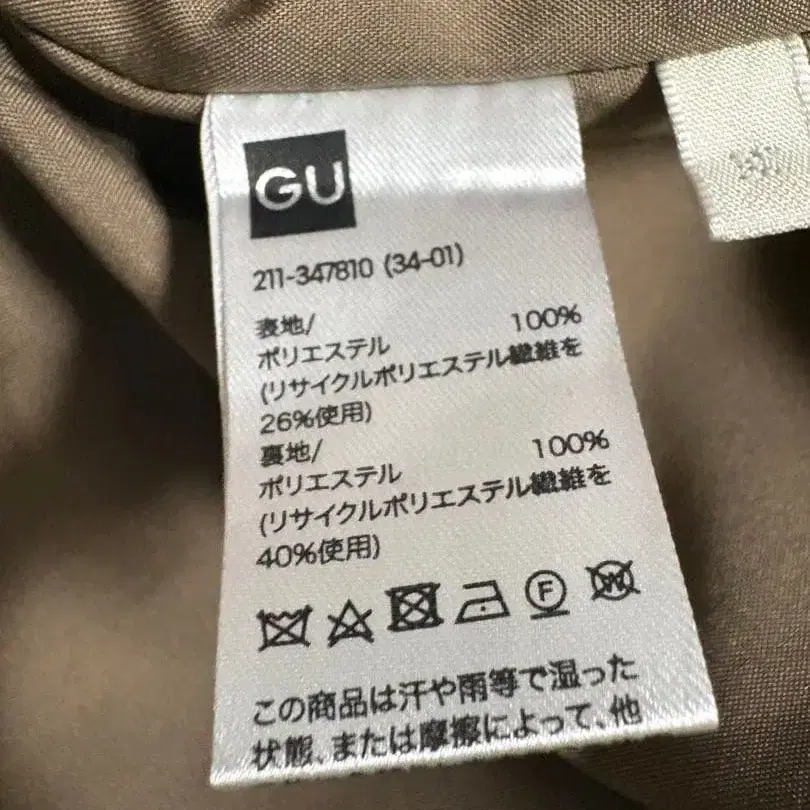 GU
211-347810 (34-01)
表地/
ポリエステル 100%
(リサイクルポリエステル繊維を
26%使用)
裏地/
ポリエステル 100%
(リサイクルポリエステル繊維を
40%使用)
F
W
この商品は汗や雨等で湿った
状態、または摩擦によって、他